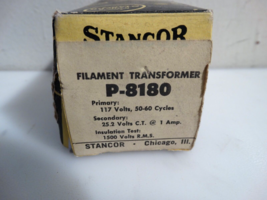 STANCOR
FILAMENT TRANSFORMER
P-8180
Primary:
117 Volts, 50-60 Cycles
Secondary:
25.2 Volts C.T. @ 1 Amp.
Insulation Test:
1500 Volts R.M.S.
STANCOR - Chicago, Ill.